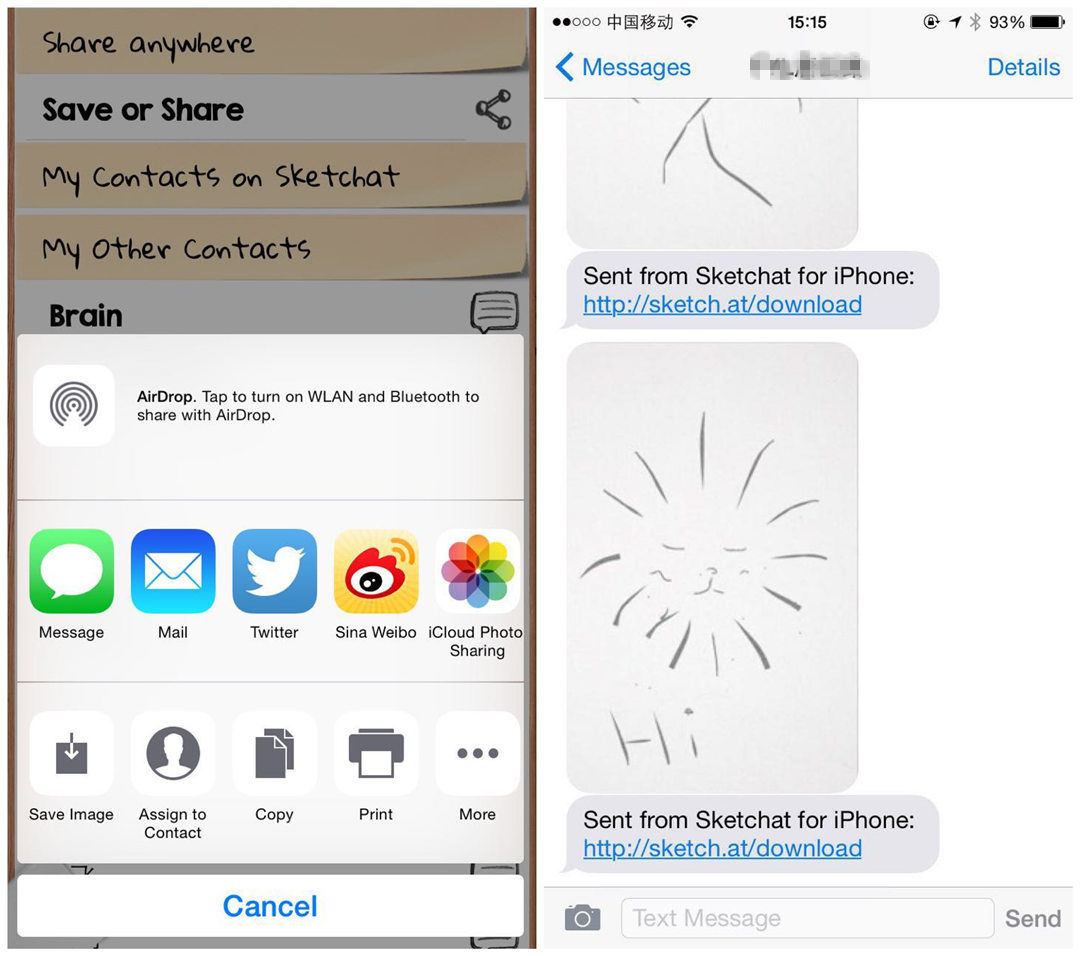 Share anywhere
Save or Share
My Contacts on Sketchat
My Other Contacts
Brain
AirDrop. Tap to turn on WLAN and Bluetooth to
share with AirDrop.
Message
Mail
Twitter
Sina Weibo
iCloud Photo
Sharing
Save Image
Assign to
Contact
Copy
Print
More
Cancel
中国移动
15:15
93%
Messages
Details
Sent from Sketchat for iPhone:
http://sketch.at/download
Hi
Sent from Sketchat for iPhone:
http://sketch.at/download
Text Message
Send